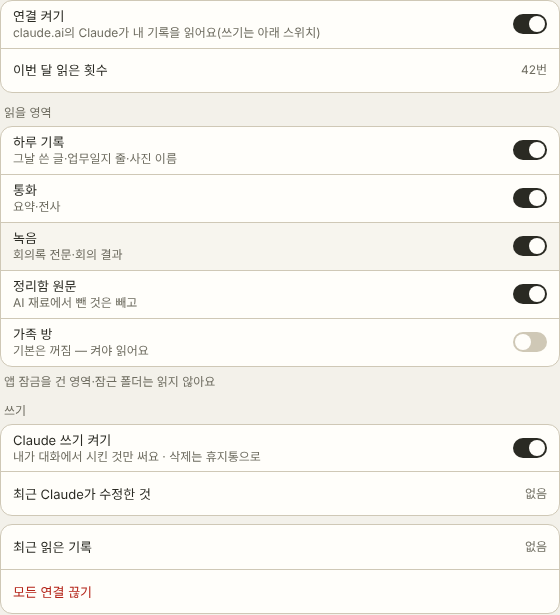 연결 켜기
claude.ai의 Claude가 내 기록을 읽어요(쓰기는 아래 스위치)
이번 달 읽은 횟수
42번
읽을 영역
하루 기록
그날 쓴 글·업무일지 줄·사진 이름
통화
요약·전사
녹음
회의록 전문·회의 결과
정리함 원문
AI 재료에서 뺀 것은 빼고
가족 방
기본은 꺼짐 — 켜야 읽어요
앱 잠금을 건 영역·잠근 폴더는 읽지 않아요
쓰기
Claude 쓰기 켜기
내가 대화에서 시킨 것만 써요 · 삭제는 휴지통으로
최근 Claude가 수정한 것
없음
최근 읽은 기록
없음
모든 연결 끊기